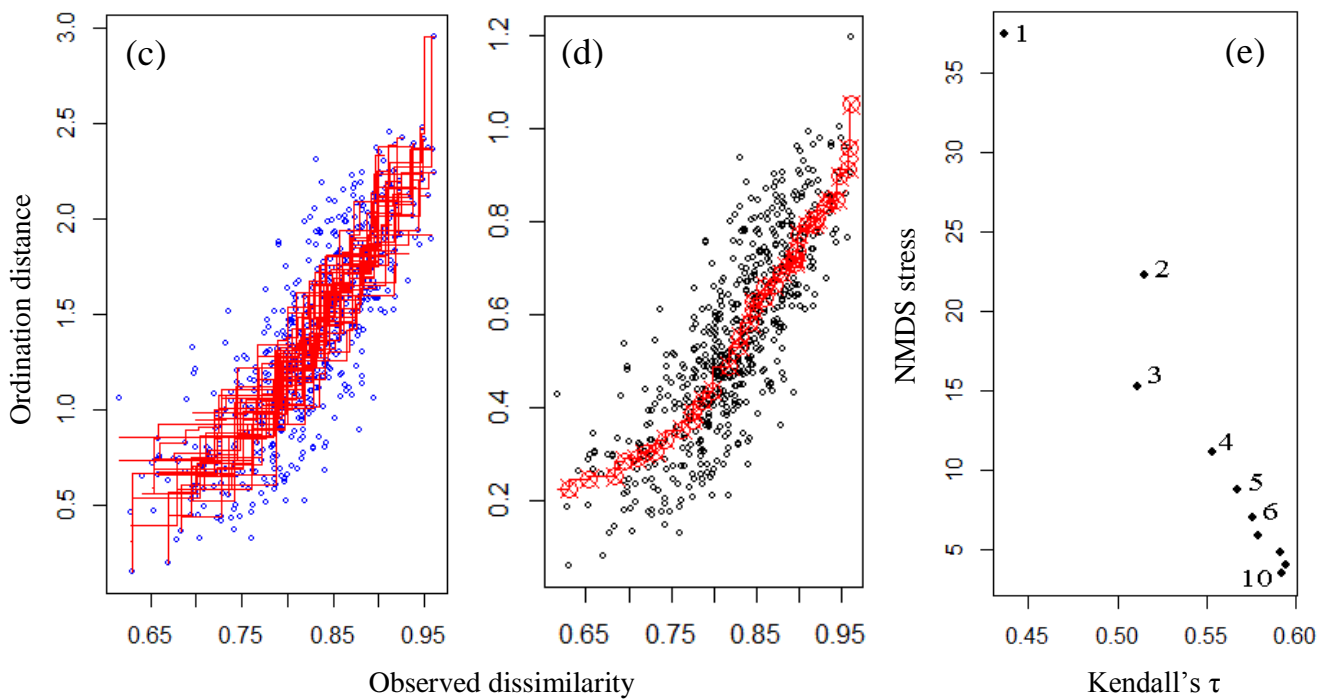 (c)
Ordination distance
3.0
2.5
2.0
1.5
1.0
0.5
0.65 0.75 0.85 0.95
(d)
1.2
1.0
0.8
0.6
0.4
0.2
0.65 0.75 0.85 0.95
Observed dissimilarity
(e)
NMDS stress
35
30
25
20
15
10
5
1
2
3
4
5
6
10
0.45 0.50 0.55 0.60
Kendall's τ